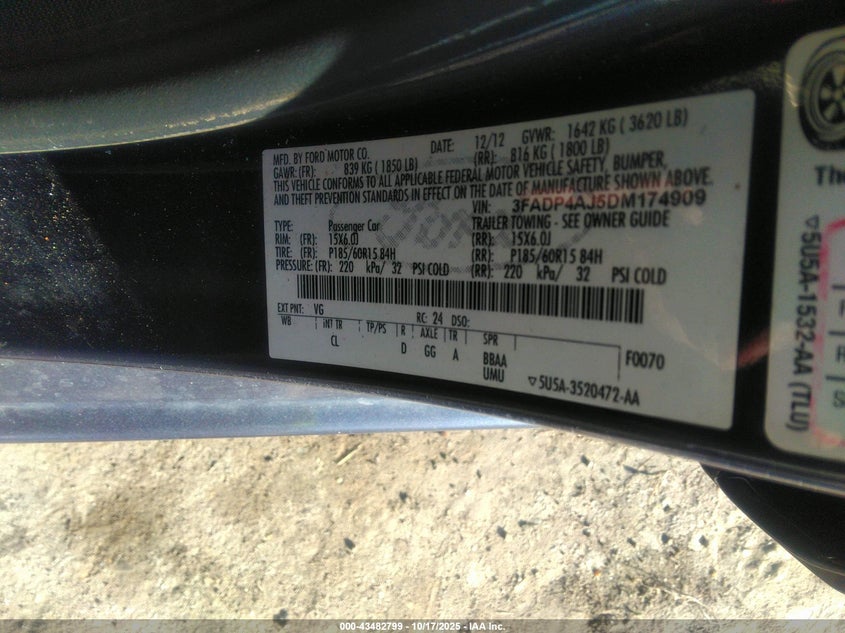 MFD. BY FORD MOTOR CO. DATE: 12/12 GVWR: 1642 KG ( 3620 LB)
GAWR: (FR): 839 KG ( 1850 LB) (RR): 816 KG ( 1800 LB)
THIS VEHICLE CONFORMS TO ALL APPLICABLE FEDERAL MOTOR VEHICLE SAFETY, BUMPER,
AND THEFT PREVENTION STANDARDS IN EFFECT ON THE DATE OF MANUFACTURE SHOWN ABOVE.
VIN: 3FADP4AJ5DM174909
TYPE: Passenger Car TRAILER TOWING - SEE OWNER GUIDE
RIM: (FR): 15X6.0J (RR): 15X6.0J
TIRE: (FR): P185/60R15 84H (RR): P185/60R15 84H
PRESSURE: (FR): 220 kPa/ 32 PSI COLD (RR): 220 kPa/ 32 PSI COLD
EXT PNT: VG RC: 24 DSO:
WB INT TR TP/PS R AXLE TR SPR
CL D GG A BBAA F0070
UMU ▽5U5A-3520472-AA
▽5U5A-1532-AA (TLU)
000-43482799 - 10/17/2025 - IAA Inc.